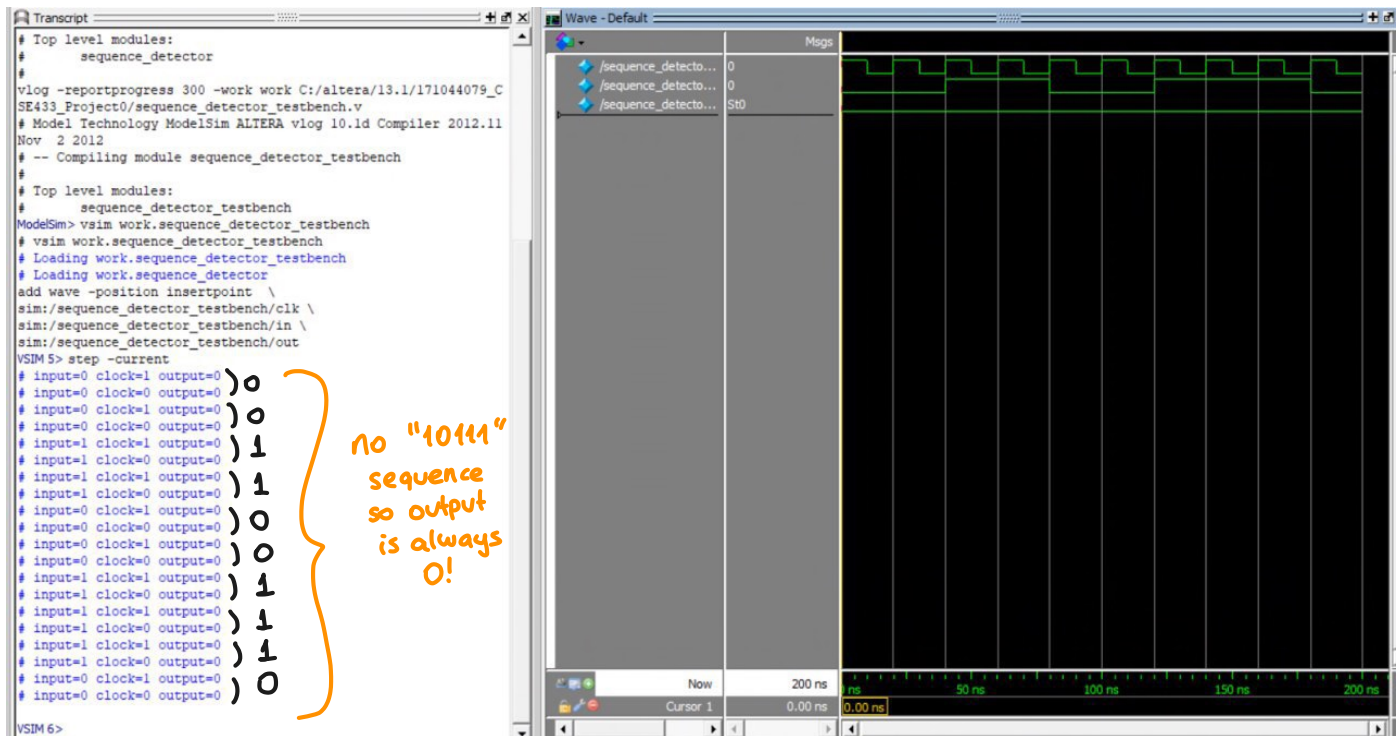 Transcript
# Top level modules:
# sequence_detector
#
vlog -reportprogress 300 -work work C:/altera/13.1/171044079_C
SE433_Project0/sequence_detector_testbench.v
# Model Technology ModelSim ALTERA vlog 10.1d Compiler 2012.11
Nov 2 2012
# -- Compiling module sequence_detector_testbench
#
# Top level modules:
# sequence_detector_testbench
ModelSim> vsim work.sequence_detector_testbench
# vsim work.sequence_detector_testbench
# Loading work.sequence_detector_testbench
# Loading work.sequence_detector
add wave -position insertpoint \
sim:/sequence_detector_testbench/clk \
sim:/sequence_detector_testbench/in \
sim:/sequence_detector_testbench/out
VSIM 5> step -current
# input=0 clock=1 output=0
# input=0 clock=0 output=0
# input=0 clock=1 output=0
# input=0 clock=0 output=0
# input=1 clock=1 output=0
# input=1 clock=0 output=0
# input=1 clock=1 output=0
# input=1 clock=0 output=0
# input=0 clock=1 output=0
# input=0 clock=0 output=0
# input=0 clock=1 output=0
# input=0 clock=0 output=0
# input=1 clock=1 output=0
# input=1 clock=0 output=0
# input=1 clock=1 output=0
# input=1 clock=0 output=0
# input=1 clock=1 output=0
# input=1 clock=0 output=0
# input=0 clock=1 output=0
# input=0 clock=0 output=0
VSIM 6>
) 0
) 0
) 1
) 1
) 0
) 0
) 1
) 1
) 1
) 0
no "10111"
sequence
so output
is always
0!
Wave - Default
Msgs
/sequence_detecto... 0
/sequence_detecto... 0
/sequence_detecto... St0
Now 200 ns
Cursor 1 0.00 ns
ns 50 ns 100 ns 150 ns 200 ns
0.00 ns